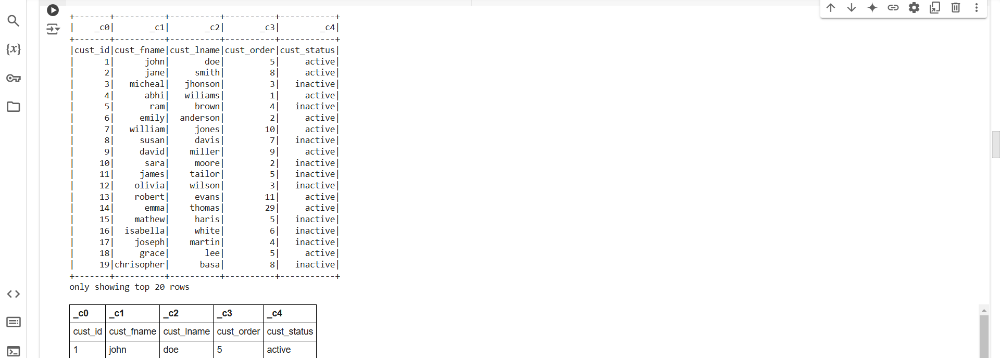 +-------+----------+----------+----------+-----------+
|    _c0|       _c1|       _c2|       _c3|        _c4|
+-------+----------+----------+----------+-----------+
|cust_id|cust_fname|cust_lname|cust_order|cust_status|
|      1|      john|       doe|         5|     active|
|      2|      jane|     smith|         8|     active|
|      3|   micheal|   jhonson|         3|   inactive|
|      4|      abhi|   wiliams|         1|     active|
|      5|       ram|     brown|         4|   inactive|
|      6|     emily|  anderson|         2|     active|
|      7|   william|     jones|        10|     active|
|      8|     susan|     davis|         7|   inactive|
|      9|     david|    miller|         9|     active|
|     10|      sara|     moore|         2|   inactive|
|     11|     james|    tailor|         5|   inactive|
|     12|    olivia|    wilson|         3|   inactive|
|     13|    robert|     evans|        11|     active|
|     14|      emma|    thomas|        29|     active|
|     15|    mathew|     haris|         5|   inactive|
|     16|  isabella|     white|         6|   inactive|
|     17|    joseph|    martin|         4|   inactive|
|     18|     grace|       lee|         5|     active|
|     19|chrisopher|      basa|         8|   inactive|
+-------+----------+----------+----------+-----------+
only showing top 20 rows
_c0 _c1 _c2 _c3 _c4
cust_id cust_fname cust_lname cust_order cust_status
1 john doe 5 active